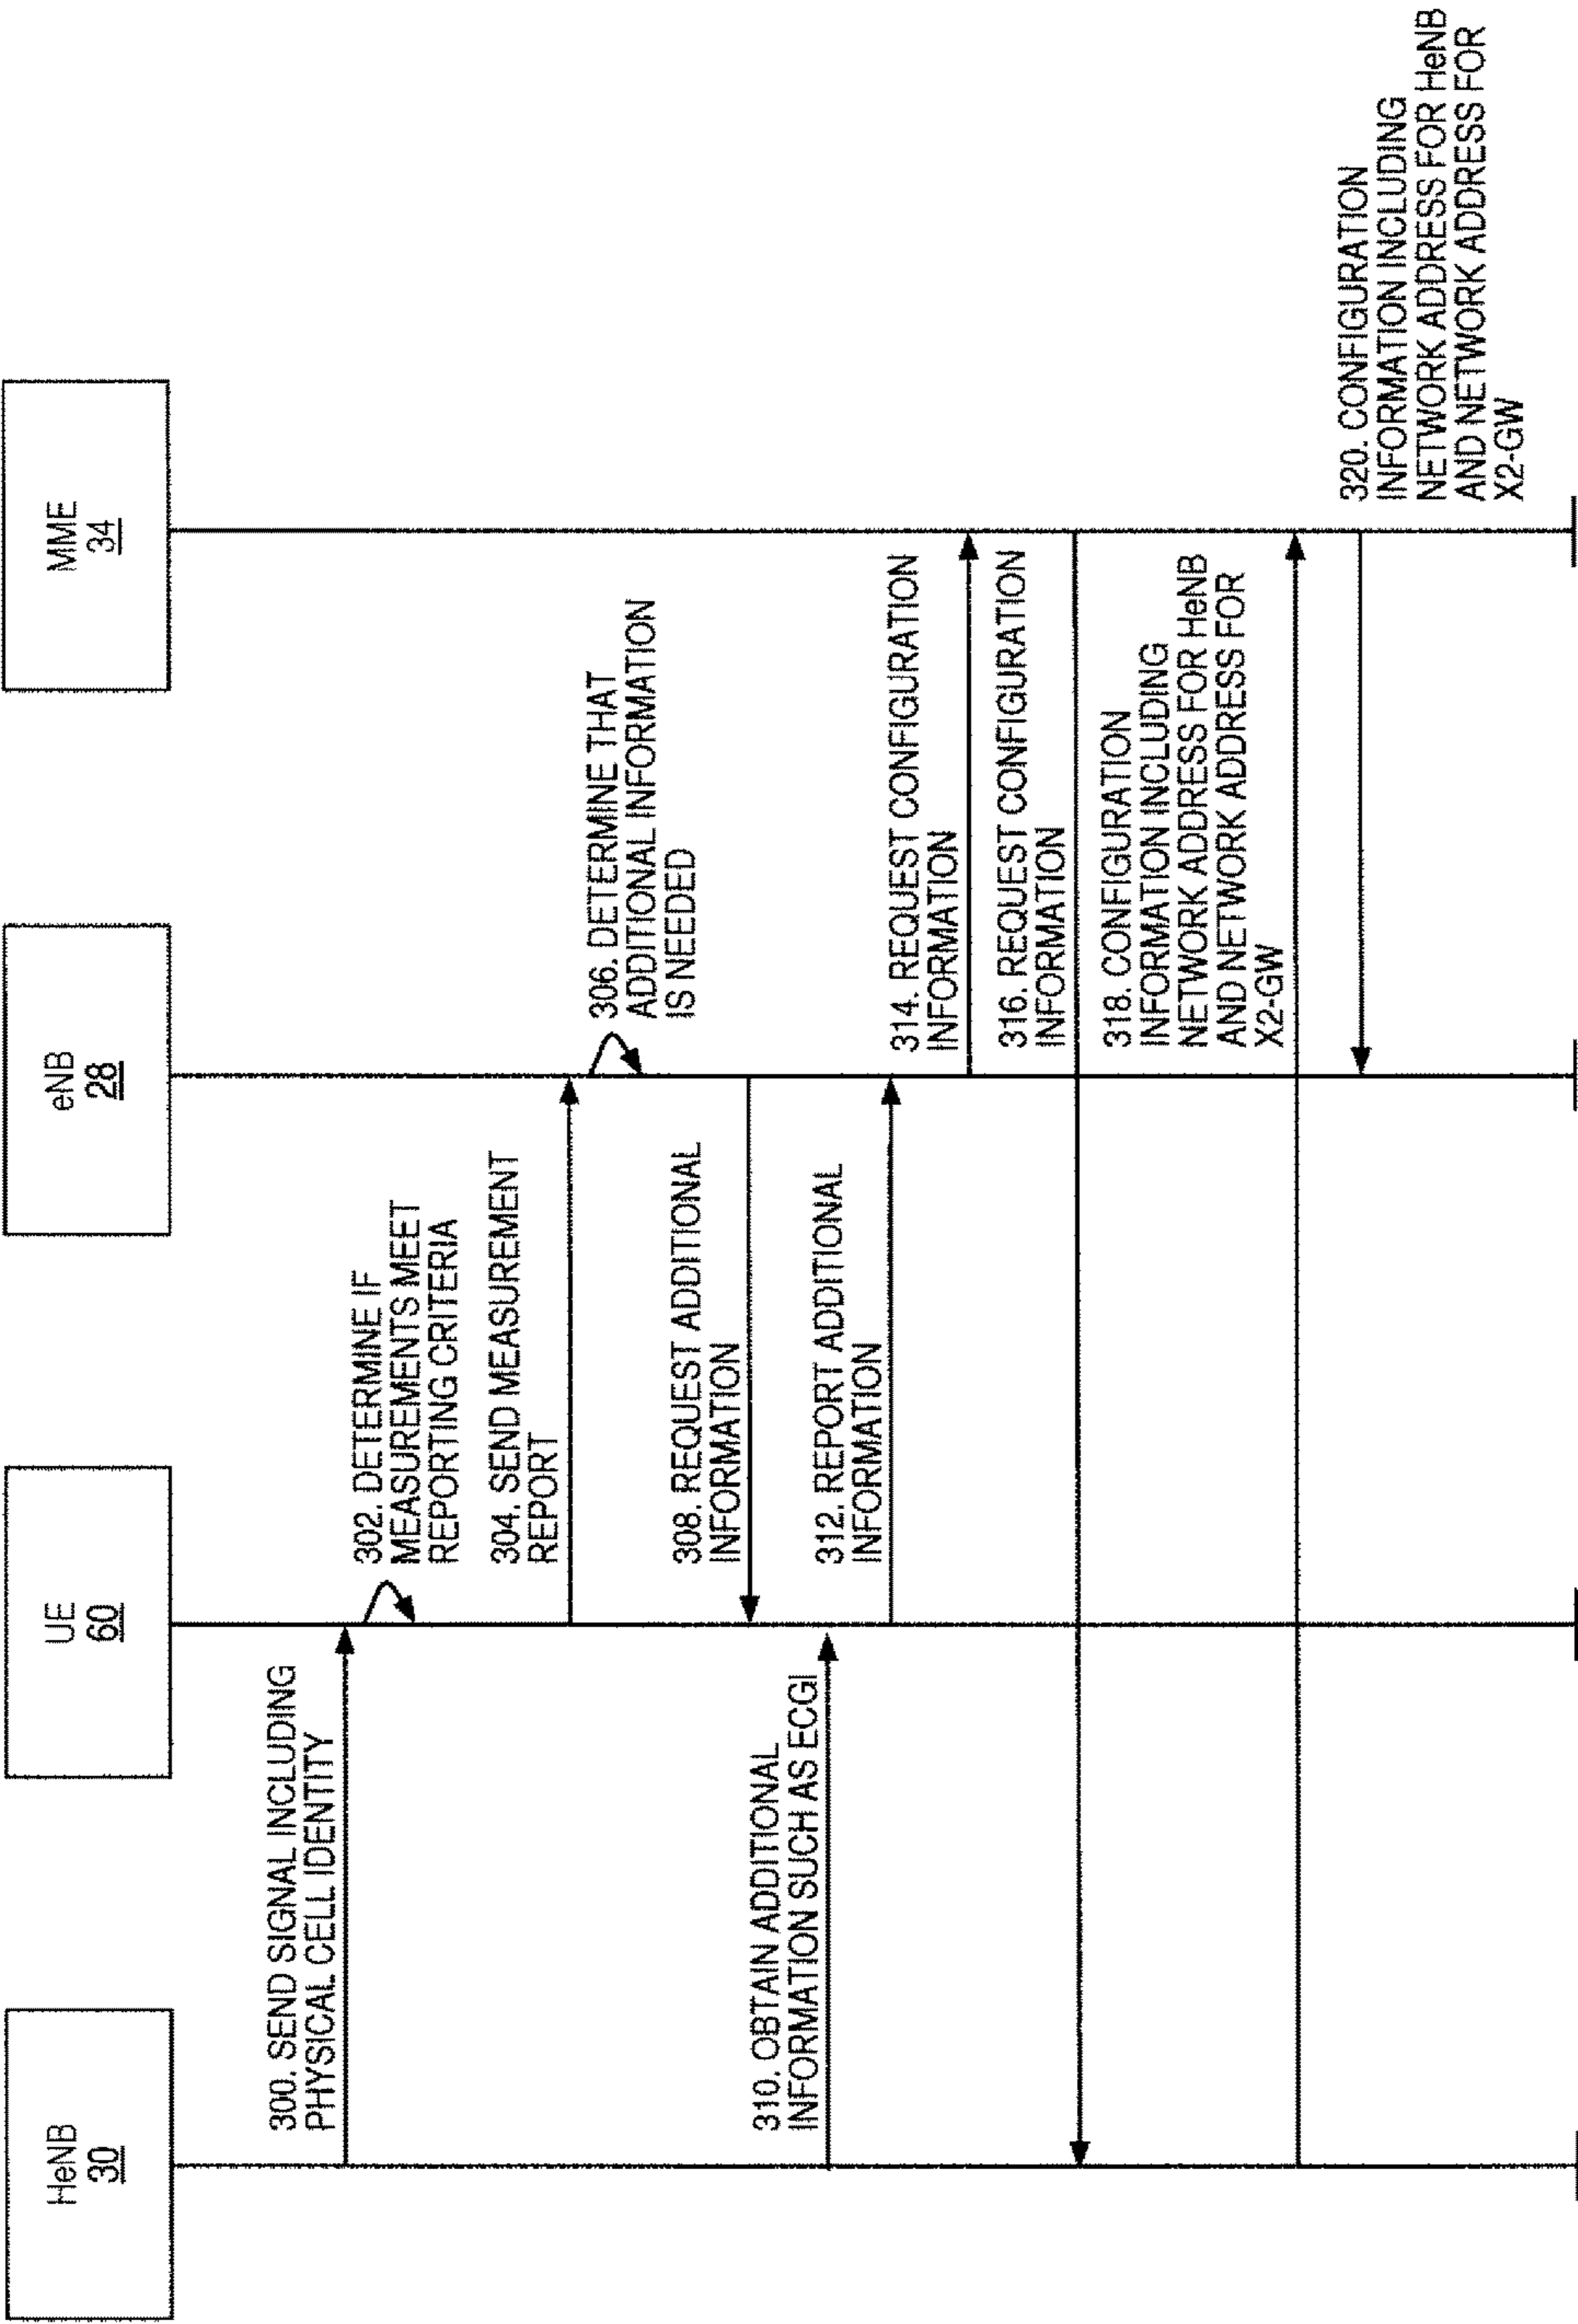 HeNB
30
UE
60
eNB
28
MME
34
300. SEND SIGNAL INCLUDING
PHYSICAL CELL IDENTITY
302. DETERMINE IF
MEASUREMENTS MEET
REPORTING CRITERIA
304. SEND MEASUREMENT
REPORT
306. DETERMINE THAT
ADDITIONAL INFORMATION
IS NEEDED
308. REQUEST ADDITIONAL
INFORMATION
310. OBTAIN ADDITIONAL
INFORMATION SUCH AS ECGI
312. REPORT ADDITIONAL
INFORMATION
314. REQUEST CONFIGURATION
INFORMATION
316. REQUEST CONFIGURATION
INFORMATION
318. CONFIGURATION
INFORMATION INCLUDING
NETWORK ADDRESS FOR HeNB
AND NETWORK ADDRESS FOR
X2-GW
320. CONFIGURATION
INFORMATION INCLUDING
NETWORK ADDRESS FOR HeNB
AND NETWORK ADDRESS FOR
X2-GW